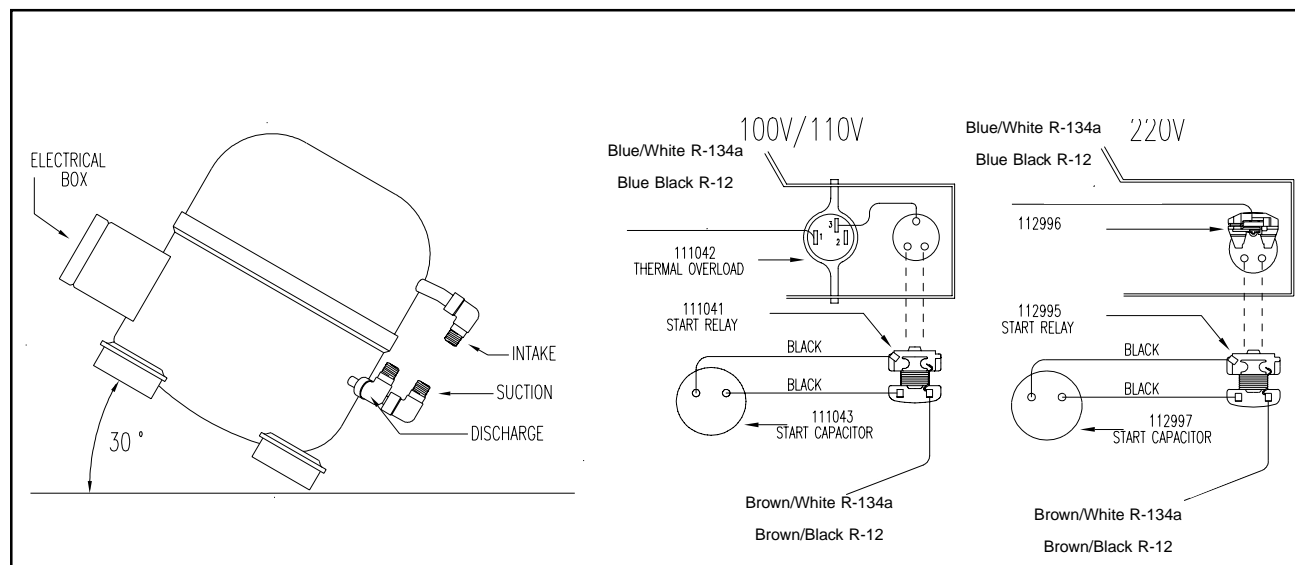 ELECTRICAL
BOX
INTAKE
SUCTION
DISCHARGE
30°
100V/110V
Blue/White R-134a
Blue Black R-12
3
1
2
111042
THERMAL OVERLOAD
111041
START RELAY
BLACK
BLACK
111043
START CAPACITOR
Brown/White R-134a
Brown/Black R-12
220V
Blue/White R-134a
Blue Black R-12
112996
112995
START RELAY
BLACK
BLACK
112997
START CAPACITOR
Brown/White R-134a
Brown/Black R-12